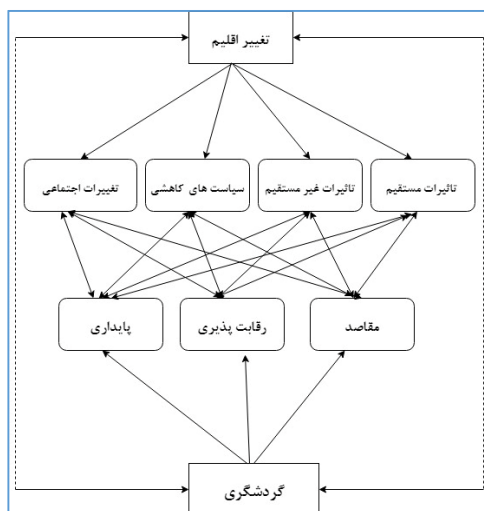 تغییر اقلیم
تاثیرات مستقیم
تاثیرات غیر مستقیم
سیاست های کاهشی
تغییرات اجتماعی
مقاصد
رقابت پذیری
پایداری
گردشگری